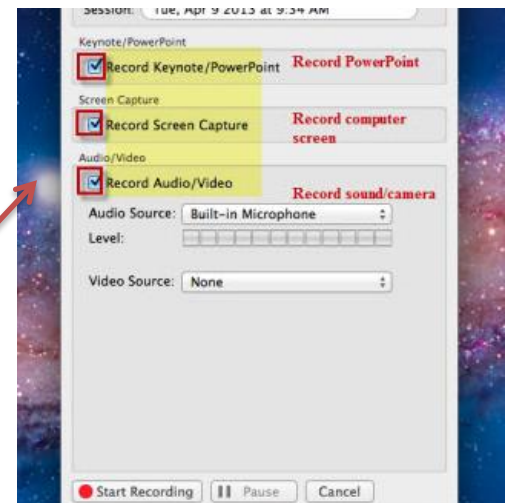 Session: Tue, Apr 9 2013 at 9:34 AM
Keynote/PowerPoint
Record Keynote/PowerPoint Record PowerPoint
Screen Capture
Record Screen Capture Record computer
screen
Audio/Video
Record Audio/Video
Record sound/camera
Audio Source: Built-in Microphone
Level:
Video Source: None
Start Recording Pause Cancel